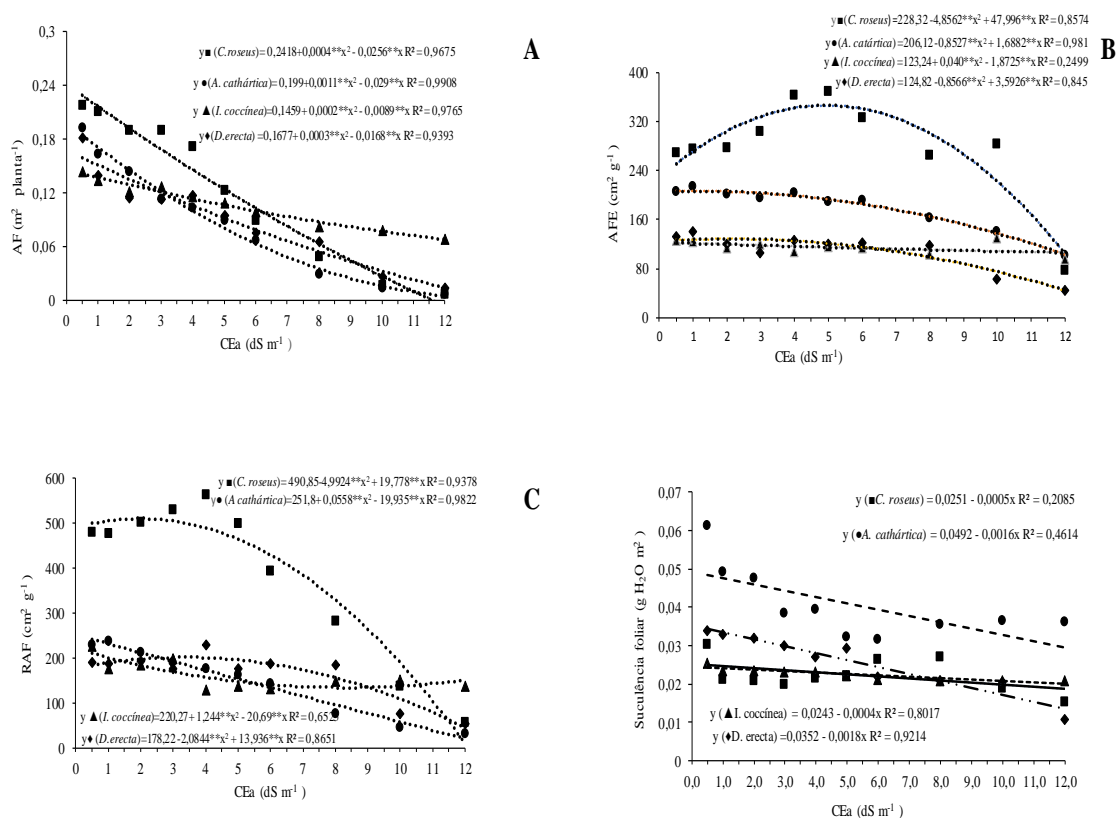 A
y■(C.roseus)=0,2418+0,0004**x² - 0,0256**x R² = 0,9675
y●(A. cathártica)=0,199+0,0011**x² - 0,029**x R² = 0,9908
y▲(I. coccínea)=0,1459+0,0002**x² - 0,0089**x R² = 0,9765
y♦(D.erecta)=0,1677+0,0003**x² - 0,0168**x R² = 0,9393
AF (m² planta⁻¹)
0,3
0,24
0,18
0,12
0,06
0
0 1 2 3 4 5 6 7 8 9 10 11 12
CEa (dS m⁻¹ )
B
y■(C. roseus)=228,32-4,8562**x² + 47,996**x R² = 0,8574
y●(A. catártica)=206,12-0,8527**x² + 1,6882**x R² = 0,981
y▲(I. coccínea)=123,24+0,040**x² - 1,8725**x R² = 0,2499
y♦(D. erecta)=124,82-0,8566**x² + 3,5926**x R² = 0,845
AFE (cm² g⁻¹)
400
320
240
160
80
0
0 1 2 3 4 5 6 7 8 9 10 11 12
CEa (dS m⁻¹)
C
y■(C. roseus)=490,85-4,9924**x² + 19,778**x R² = 0,9378
y●(A cathártica)=251,8+0,0558**x² - 19,935**x R² = 0,9822
RAF (cm² g⁻¹ )
600
500
400
300
200
100
0
y▲(I. coccínea)=220,27+1,244**x² - 20,69**x R² = 0,652
y♦(D.erecta)=178,22-2,0844**x² + 13,936**x R² = 0,8651
0 1 2 3 4 5 6 7 8 9 10 11 12
CEa (dS m⁻¹ )
y (■C. roseus) = 0,0251 - 0,0005x R² = 0,2085
y (●A. cathártica) = 0,0492 - 0,0016x R² = 0,4614
Suculência foliar (g H₂O m²)
0,07
0,06
0,05
0,04
0,03
0,02
0,01
0
y (▲I. coccínea) = 0,0243 - 0,0004x R² = 0,8017
y (♦D. erecta)=0,0352 - 0,0018x R² = 0,9214
0,0 1,0 2,0 3,0 4,0 5,0 6,0 7,0 8,0 9,0 10,0 11,0 12,0
CEa (dS m⁻¹ )